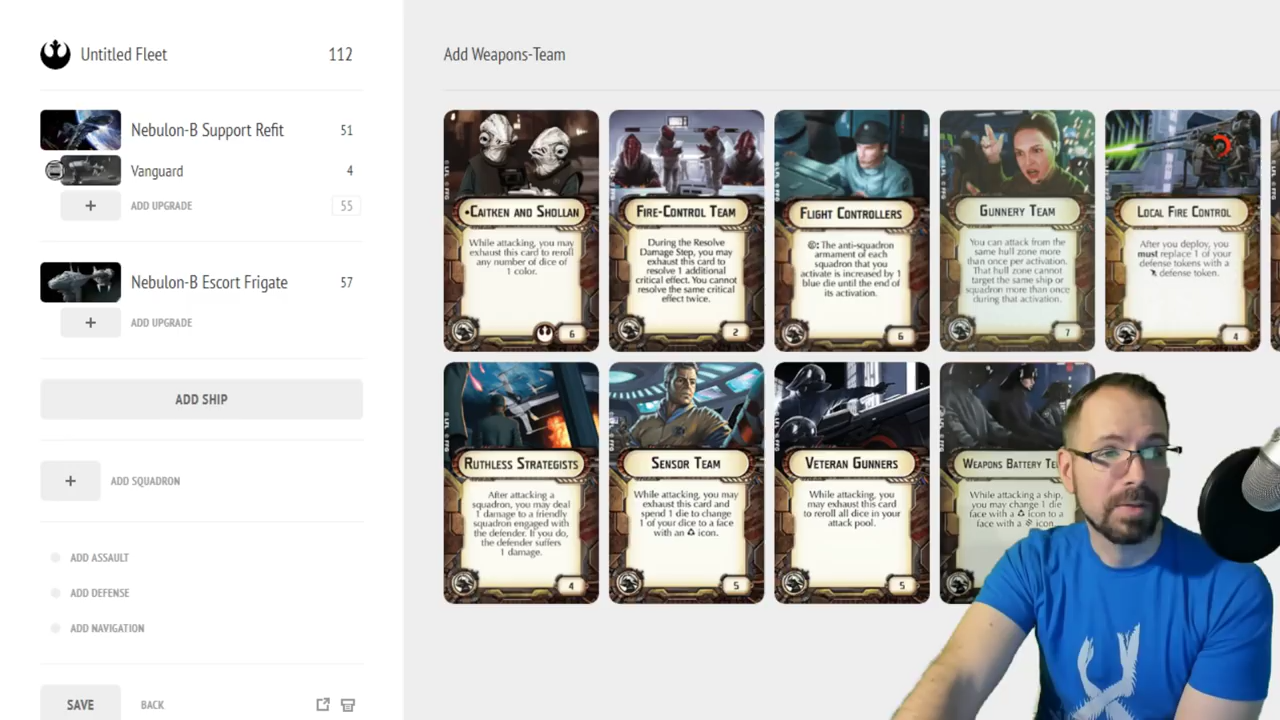 Untitled Fleet 112
Nebulon-B Support Refit 51
Vanguard 4
+ ADD UPGRADE 55
Nebulon-B Escort Frigate 57
+ ADD UPGRADE
ADD SHIP
+ ADD SQUADRON
ADD ASSAULT
ADD DEFENSE
ADD NAVIGATION
SAVE BACK
Add Weapons-Team
•Caitken and Shollan
While attacking, you may
exhaust this card to reroll
any number of dice of
1 color.
6
Fire-Control Team
During the Resolve
Damage Step, you may
exhaust this card to
resolve 1 additional
critical effect. You cannot
resolve the same critical
effect twice.
2
Flight Controllers
: The anti-squadron
armament of each
squadron that you
activate is increased by 1
blue die until the end of
its activation.
6
Gunnery Team
You can attack from the
same hull zone more
than once per activation.
That hull zone cannot
target the same ship or
squadron more than once
during that activation.
7
Local Fire Control
After you deploy, you
must replace 1 of your
defense tokens with a
defense token.
4
Ruthless Strategists
After attacking a
squadron, you may deal
1 damage to a friendly
squadron engaged with
the defender. If you do,
the defender suffers
1 damage.
4
Sensor Team
While attacking, you may
exhaust this card and
spend 1 die to change
1 of your dice to a face
with an icon.
5
Veteran Gunners
While attacking, you
may exhaust this card
to reroll all dice in your
attack pool.
5
Weapons Battery
While attacking a ship,
you may change 1 die
face with a icon to a
face with a icon.